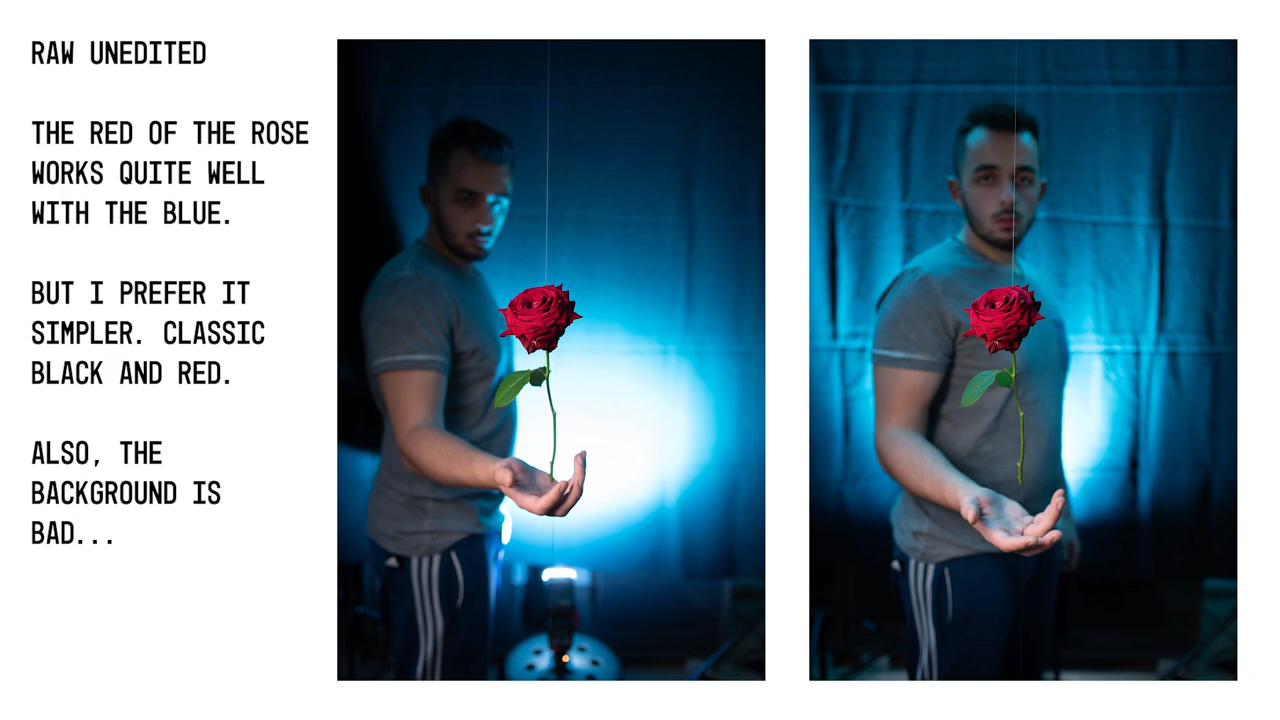 RAW UNEDITED
THE RED OF THE ROSE
WORKS QUITE WELL
WITH THE BLUE.
BUT I PREFER IT
SIMPLER. CLASSIC
BLACK AND RED.
ALSO, THE
BACKGROUND IS
BAD...